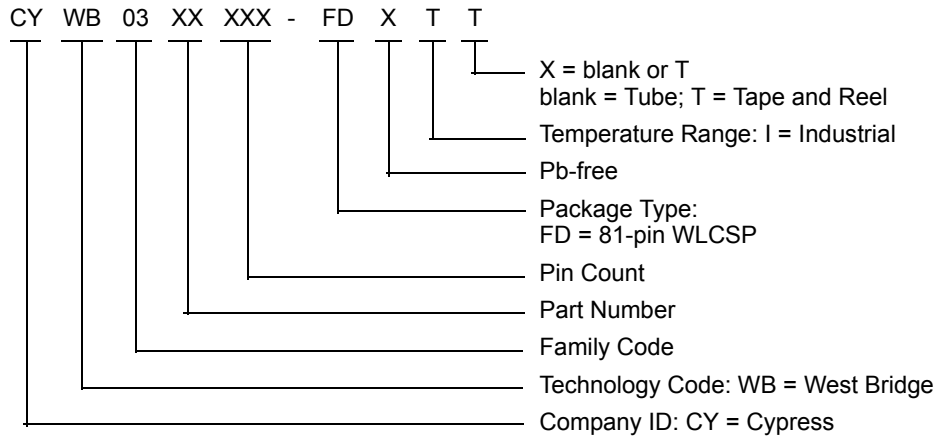 CY WB 03 XX XXX - FD X T T
X = blank or T
blank = Tube; T = Tape and Reel
Temperature Range: I = Industrial
Pb-free
Package Type:
FD = 81-pin WLCSP
Pin Count
Part Number
Family Code
Technology Code: WB = West Bridge
Company ID: CY = Cypress